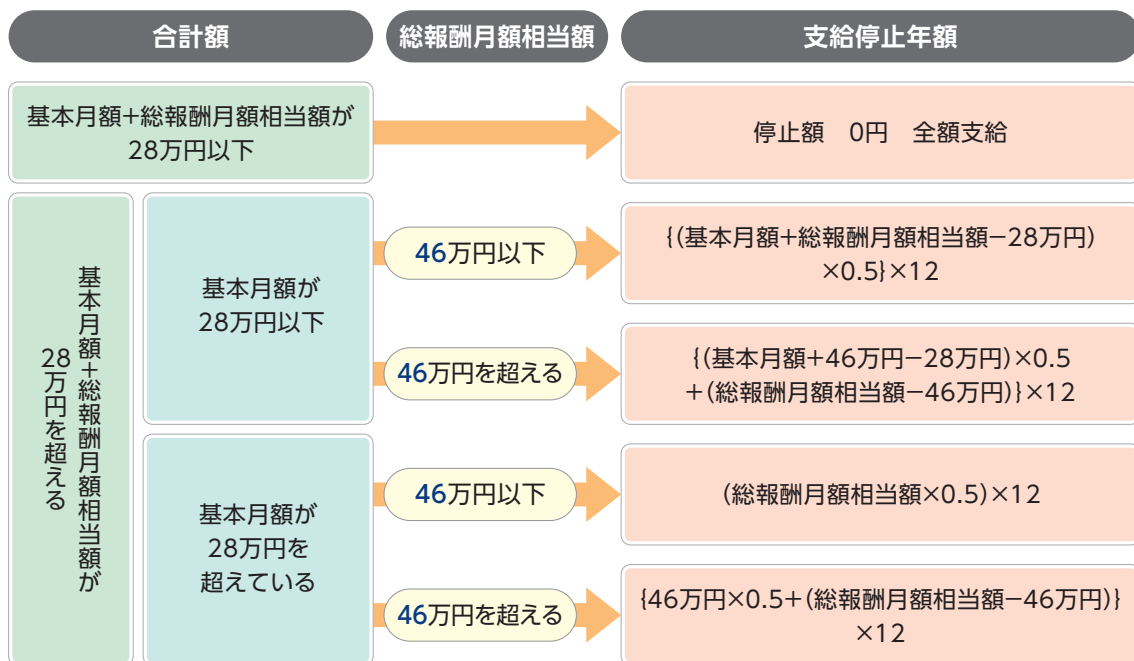 合計額
総報酬月額相当額
支給停止年額
基本月額+総報酬月額相当額が
28万円以下
停止額　0円　全額支給
基本月額+総報酬月額相当額が
28万円を超える
基本月額が
28万円以下
46万円以下
{(基本月額+総報酬月額相当額−28万円)
×0.5}×12
46万円を超える
{(基本月額+46万円−28万円)×0.5
+(総報酬月額相当額−46万円)}×12
基本月額が
28万円を
超えている
46万円以下
(総報酬月額相当額×0.5)×12
46万円を超える
{46万円×0.5+(総報酬月額相当額−46万円)}
×12